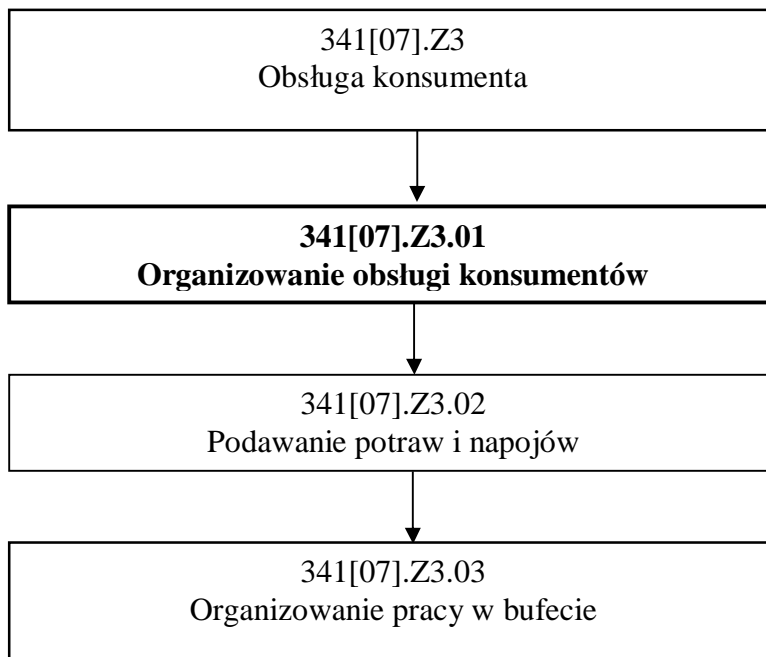 341[07].Z3
Obsługa konsumenta
341[07].Z3.01
Organizowanie obsługi konsumentów
341[07].Z3.02
Podawanie potraw i napojów
341[07].Z3.03
Organizowanie pracy w bufecie